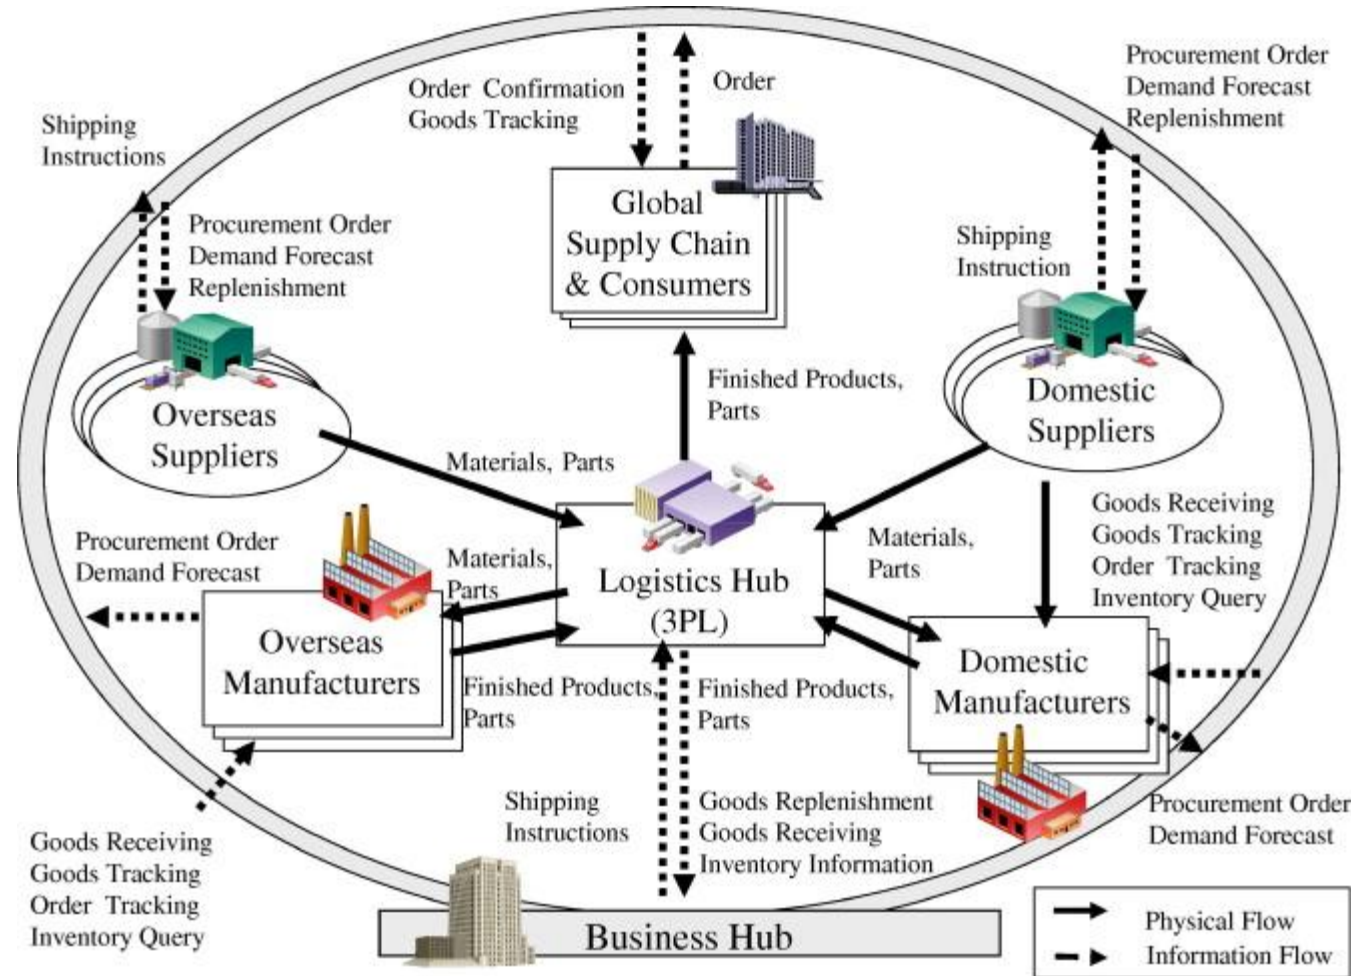 Order Confirmation
Goods Tracking
Order
Procurement Order
Demand Forecast
Replenishment
Shipping
Instructions
Procurement Order
Demand Forecast
Replenishment
Global
Supply Chain
& Consumers
Shipping
Instruction
Overseas
Suppliers
Finished Products,
Parts
Domestic
Suppliers
Materials, Parts
Goods Receiving
Goods Tracking
Order Tracking
Inventory Query
Procurement Order
Demand Forecast
Materials,
Parts
Logistics Hub
(3PL)
Materials,
Parts
Overseas
Manufacturers
Domestic
Manufacturers
Finished Products,
Parts
Finished Products,
Parts
Shipping
Instructions
Goods Replenishment
Goods Receiving
Inventory Information
Procurement Order
Demand Forecast
Goods Receiving
Goods Tracking
Order Tracking
Inventory Query
Business Hub
Physical Flow
Information Flow